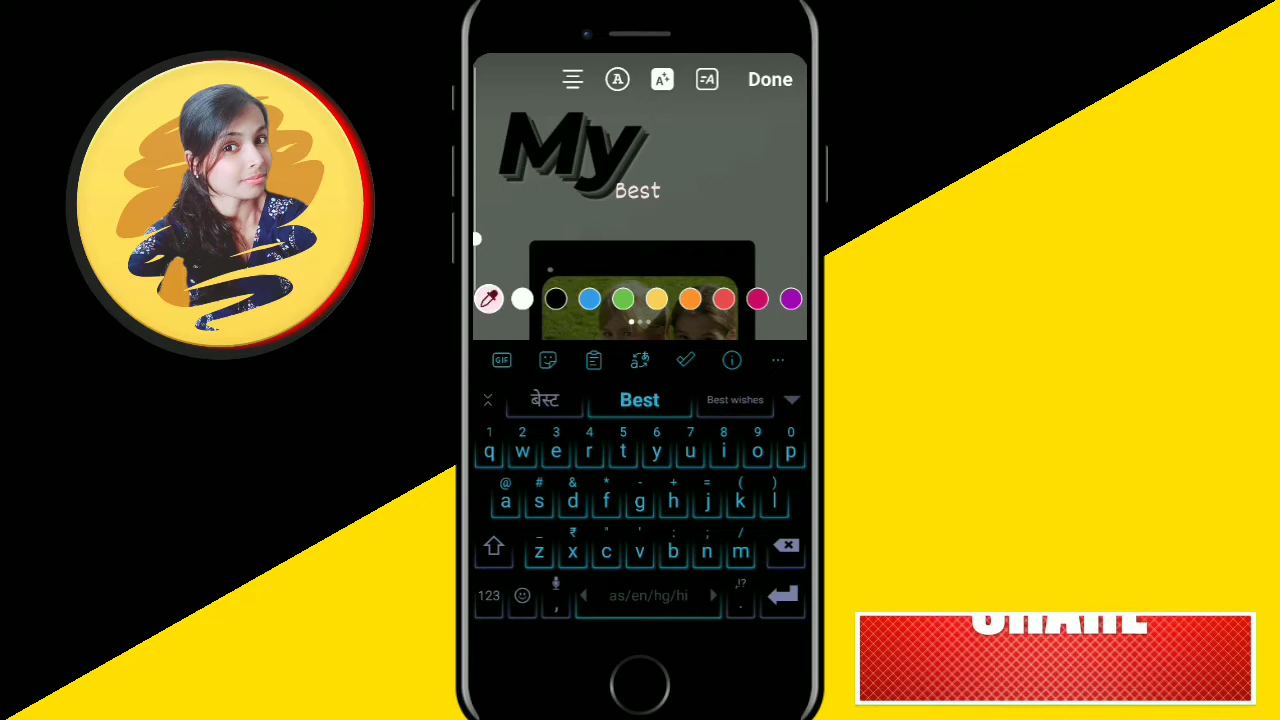 Done
My
Best
GIF
बेस्ट Best Best wishes
1 2 3 4 5 6 7 8 9 0
q w e r t y u i o p
@ # & * - + = ( )
a s d f g h j k l
_ ₹ " ' : ; /
z x c v b n m
123 , as/en/hg/hi ,!? .
SHARE